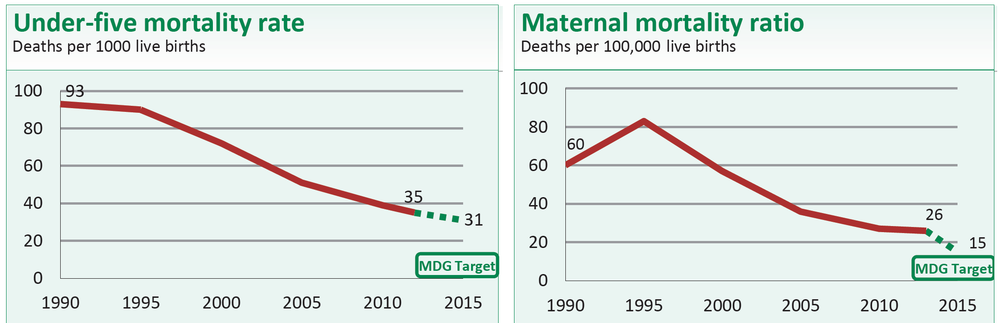 Under-five mortality rate
Deaths per 1000 live births
100
93
80
60
40
35
31
20
MDG Target
0
1990 1995 2000 2005 2010 2015
Maternal mortality ratio
Deaths per 100,000 live births
100
80
60
60
40
26
20
15
MDG Target
0
1990 1995 2000 2005 2010 2015